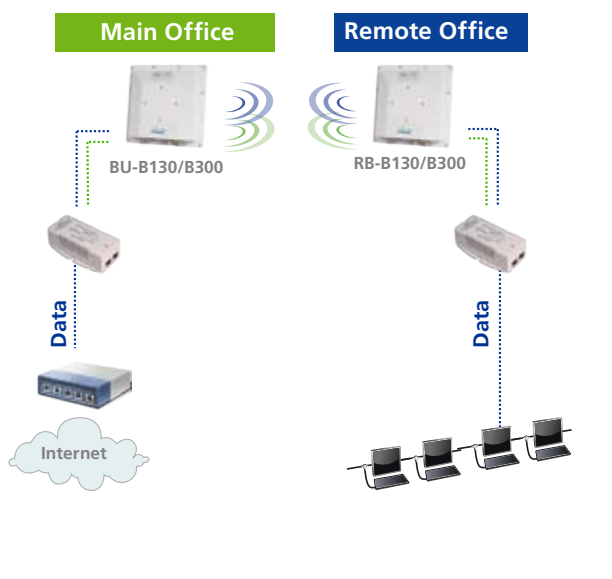 Main Office
Remote Office
BU-B130/B300
RB-B130/B300
Data
Data
Internet